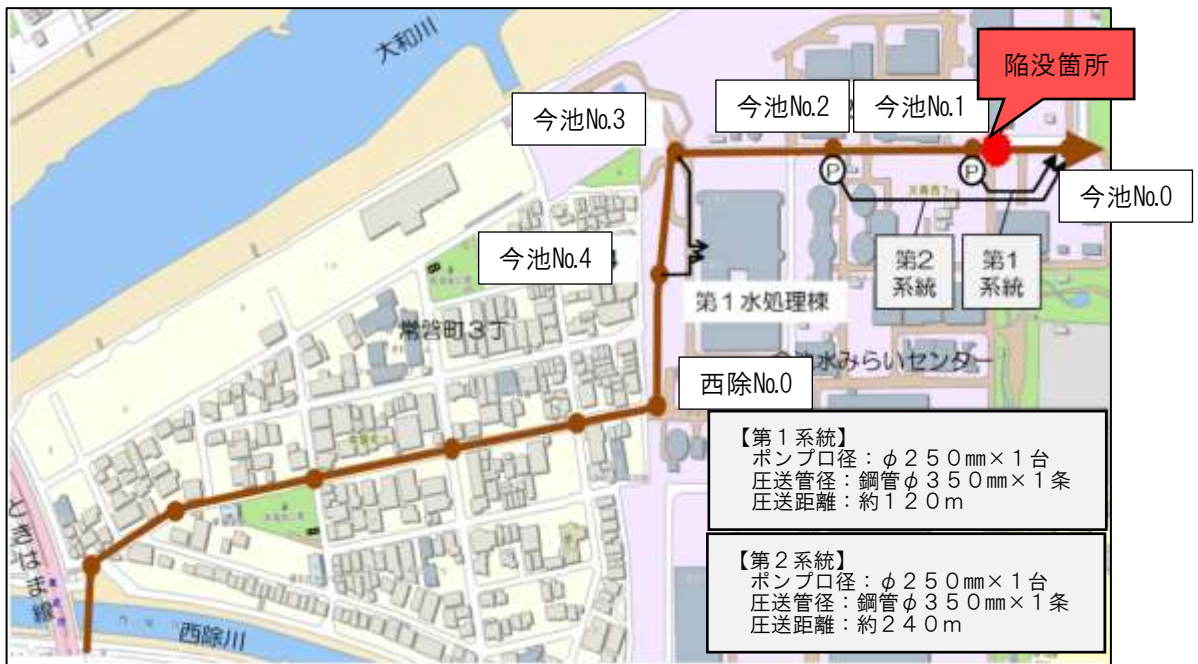 大和川
陥没箇所
今池No.3
今池No.2
今池No.1
P
P
今池No.0
今池No.4
第2
系統
第1
系統
第1水処理棟
常磐町3丁
水みらいセンター
西除No.0
【第1系統】
ポンプ口径：φ250㎜×1台
圧送管径：鋼管φ350㎜×1条
圧送距離：約120m
【第2系統】
ポンプ口径：φ250㎜×1台
圧送管径：鋼管φ350㎜×1条
圧送距離：約240m
ときはま線
西除川